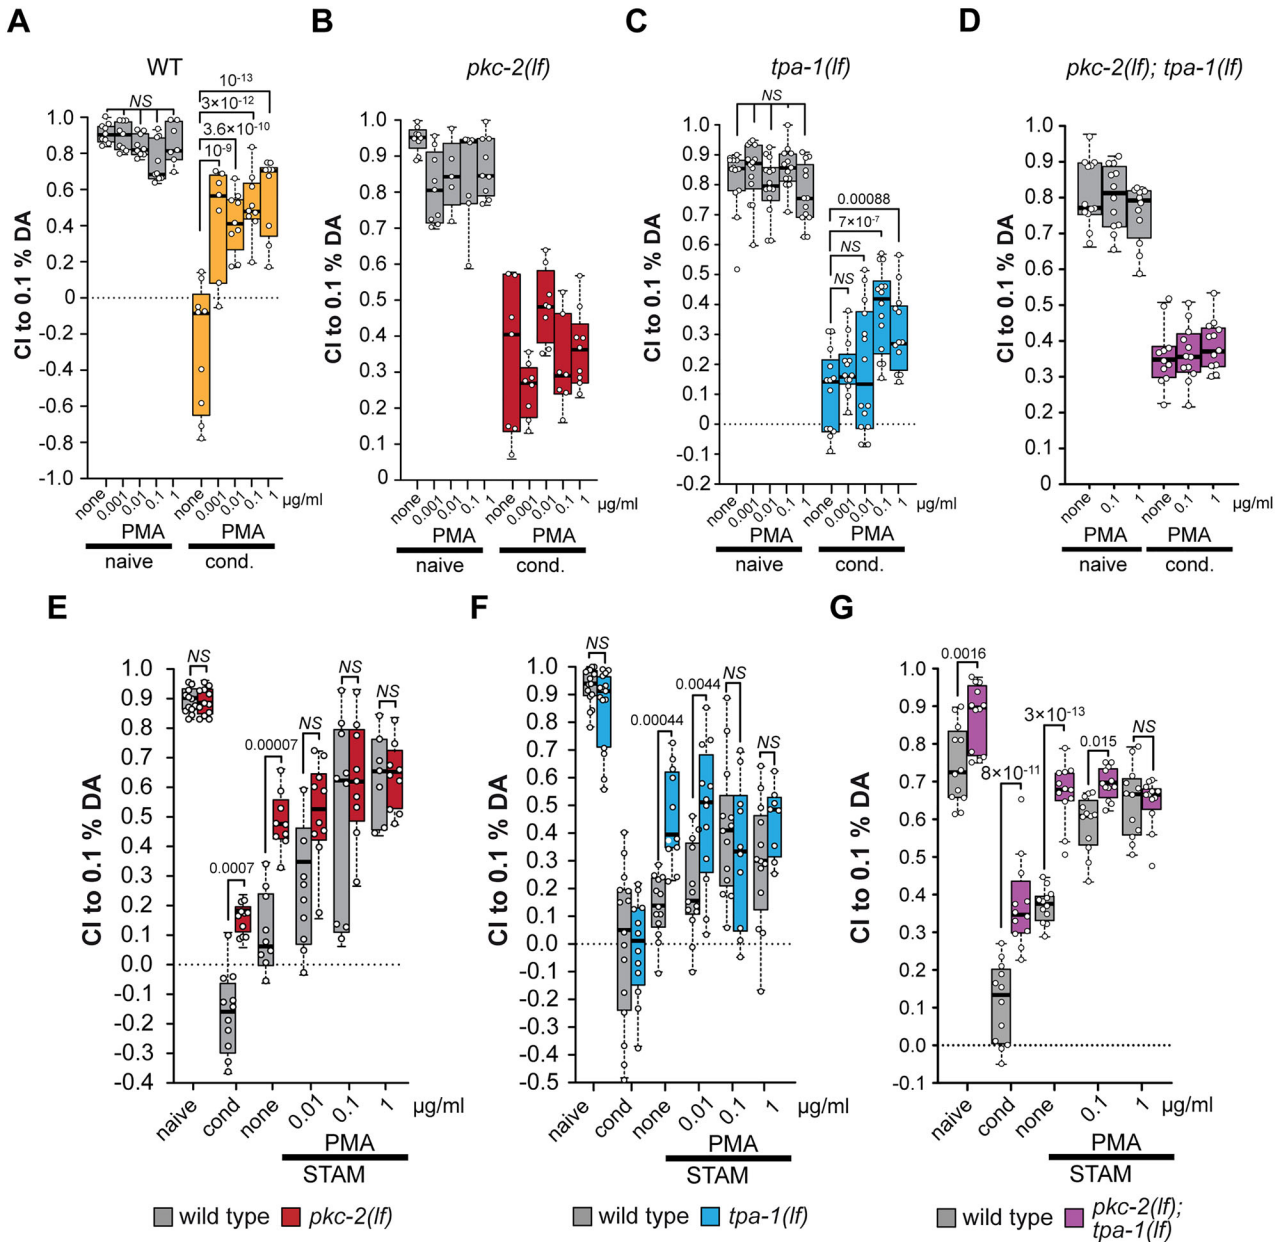 A
B
C
D
WT
pkc-2(lf)
tpa-1(lf)
pkc-2(lf); tpa-1(lf)
CI to 0.1 % DA
1.0
0.8
0.6
0.4
0.2
0
-0.2
-0.4
-0.6
-0.8
-1.0
NS
10-13
3×10-12
3.6×10-10
10-9
none
0.001
0.01
0.1
1
none
0.001
0.01
0.1
1
µg/ml
PMA
PMA
naive
cond.
CI to 0.1 % DA
1.0
0.9
0.8
0.7
0.6
0.5
0.4
0.3
0.2
0.1
0
none
0.001
0.01
0.1
1
none
0.001
0.01
0.1
1
µg/ml
PMA
PMA
naive
cond.
CI to 0.1 % DA
1.0
0.9
0.8
0.7
0.6
0.5
0.4
0.3
0.2
0.1
0
-0.1
-0.2
NS
0.00088
7×10-7
NS
NS
none
0.001
0.01
0.1
1
none
0.001
0.01
0.1
1
µg/ml
PMA
PMA
naive
cond.
CI to 0.1 % DA
1.0
0.9
0.8
0.7
0.6
0.5
0.4
0.3
0.2
0.1
0
none
0.1
1
none
0.1
1
µg/ml
PMA
PMA
naive
cond.
E
F
G
CI to 0.1 % DA
1.0
0.9
0.8
0.7
0.6
0.5
0.4
0.3
0.2
0.1
0.0
-0.1
-0.2
-0.3
-0.4
NS
0.0007
0.00007
NS
NS
NS
naive
cond
none
0.01
0.1
1
µg/ml
PMA
STAM
wild type
pkc-2(lf)
CI to 0.1 % DA
1.0
0.9
0.8
0.7
0.6
0.5
0.4
0.3
0.2
0.1
0.0
-0.1
-0.2
-0.3
-0.4
-0.5
NS
0.00044
0.0044
NS
NS
naive
cond
none
0.01
0.1
1
µg/ml
PMA
STAM
wild type
tpa-1(lf)
CI to 0.1 % DA
1.0
0.9
0.8
0.7
0.6
0.5
0.4
0.3
0.2
0.1
0.0
-0.1
0.0016
8×10-11
3×10-13
0.015
NS
naive
cond
none
0.1
1
µg/ml
PMA
STAM
wild type
pkc-2(lf);
tpa-1(lf)